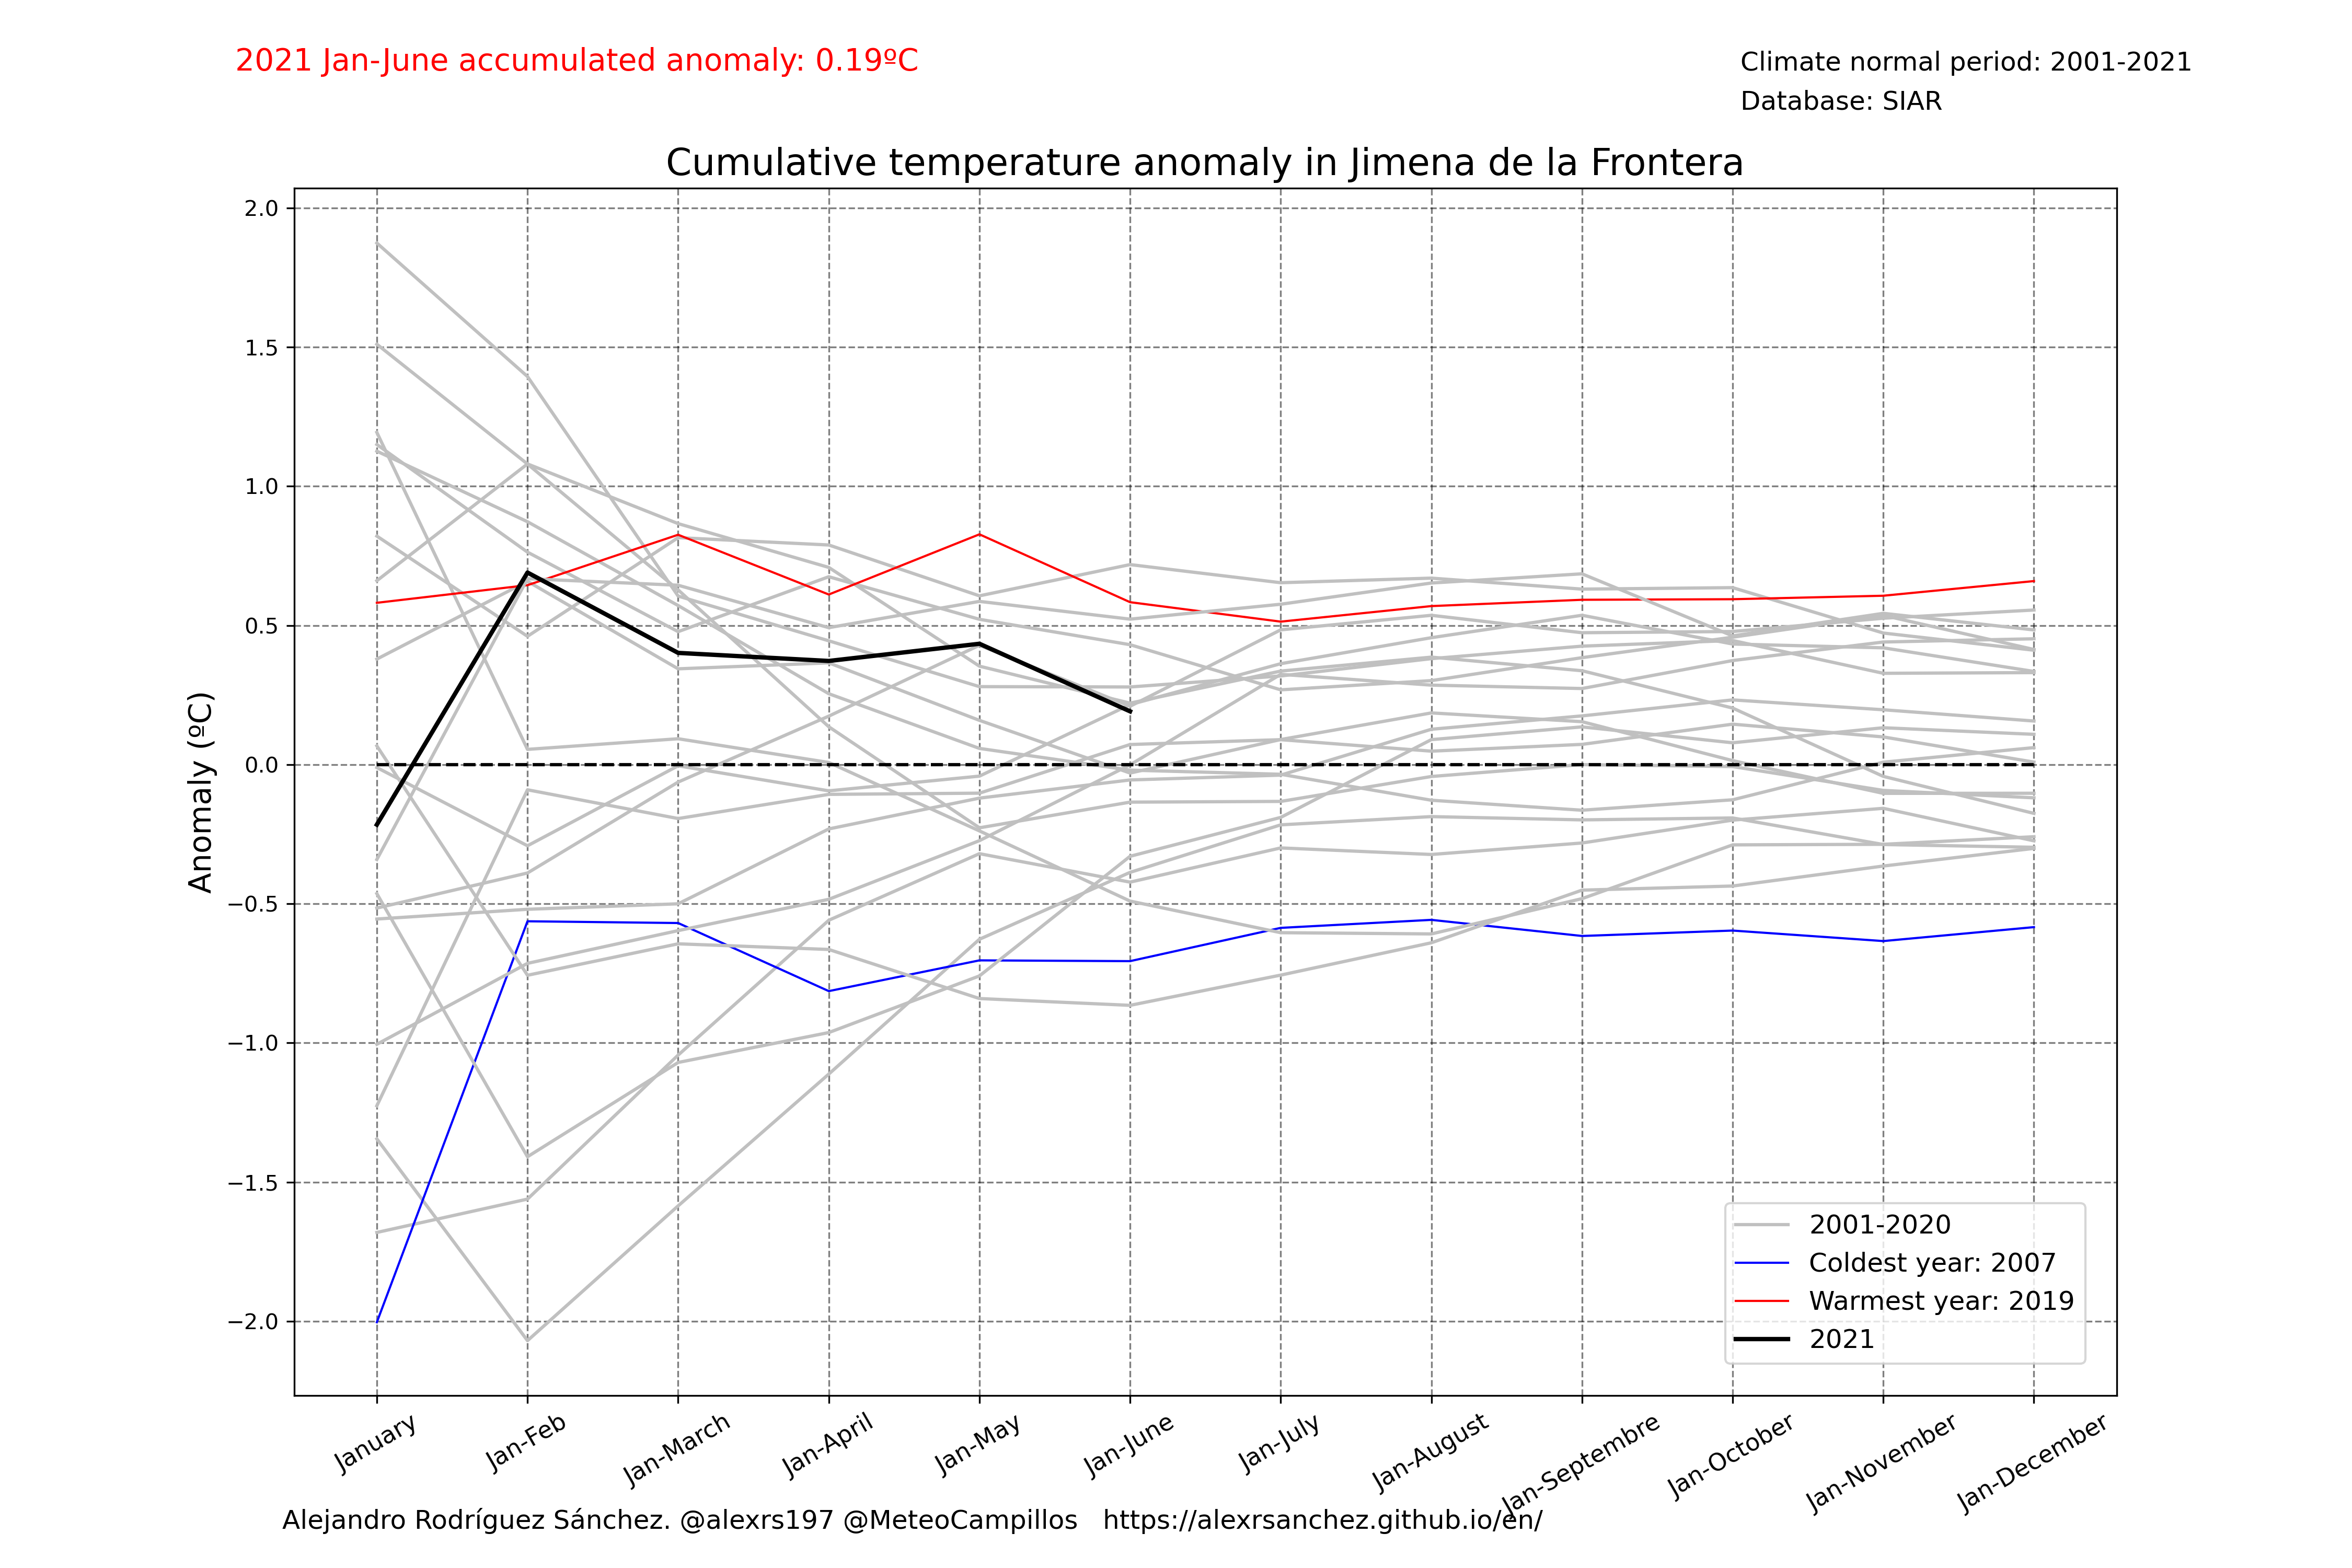 2021 Jan-June accumulated anomaly: 0.19ºC
Climate normal period: 2001-2021
Database: SIAR
Cumulative temperature anomaly in Jimena de la Frontera
Anomaly (ºC)
2.0
1.5
1.0
0.5
0.0
−0.5
−1.0
−1.5
−2.0
2001-2020
Coldest year: 2007
Warmest year: 2019
2021
January
Jan-Feb
Jan-March
Jan-April
Jan-May
Jan-June
Jan-July
Jan-August
Jan-Septembre
Jan-October
Jan-November
Jan-December
Alejandro Rodríguez Sánchez. @alexrs197 @MeteoCampillos https://alexrsanchez.github.io/en/